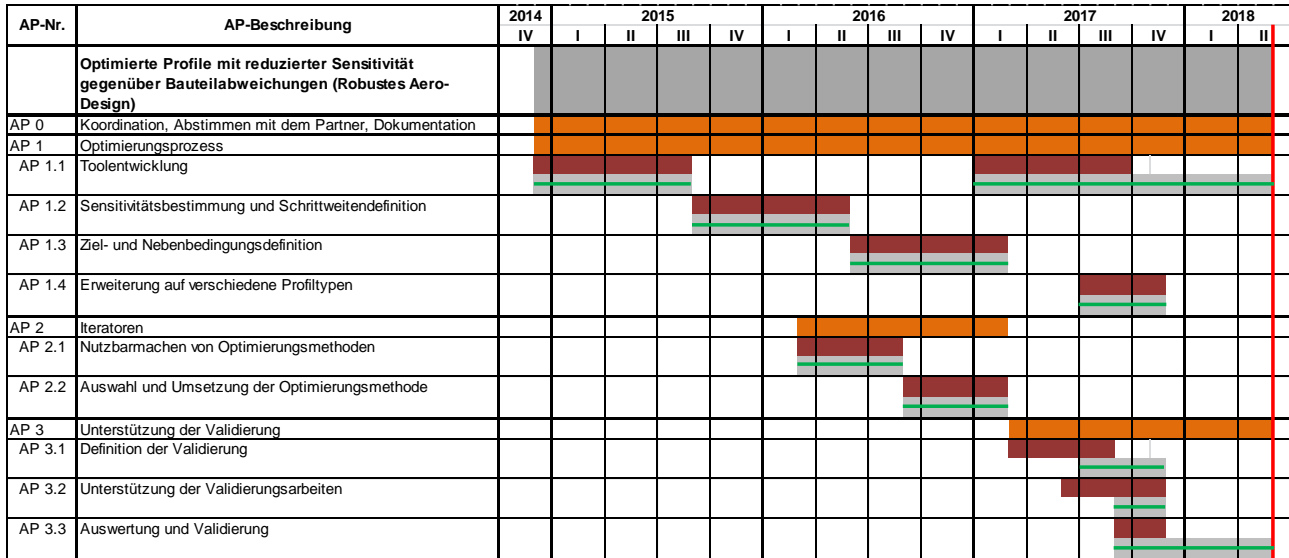 AP-Nr. AP-Beschreibung 2014 2015 2016 2017 2018
IV I II III IV I II III IV I II III IV I II
Optimierte Profile mit reduzierter Sensitivität
gegenüber Bauteilabweichungen (Robustes Aero-
Design)
AP 0 Koordination, Abstimmen mit dem Partner, Dokumentation
AP 1 Optimierungsprozess
AP 1.1 Toolentwicklung
AP 1.2 Sensitivitätsbestimmung und Schrittweitendefinition
AP 1.3 Ziel- und Nebenbedingungsdefinition
AP 1.4 Erweiterung auf verschiedene Profiltypen
AP 2 Iteratoren
AP 2.1 Nutzbarmachen von Optimierungsmethoden
AP 2.2 Auswahl und Umsetzung der Optimierungsmethode
AP 3 Unterstützung der Validierung
AP 3.1 Definition der Validierung
AP 3.2 Unterstützung der Validierungsarbeiten
AP 3.3 Auswertung und Validierung